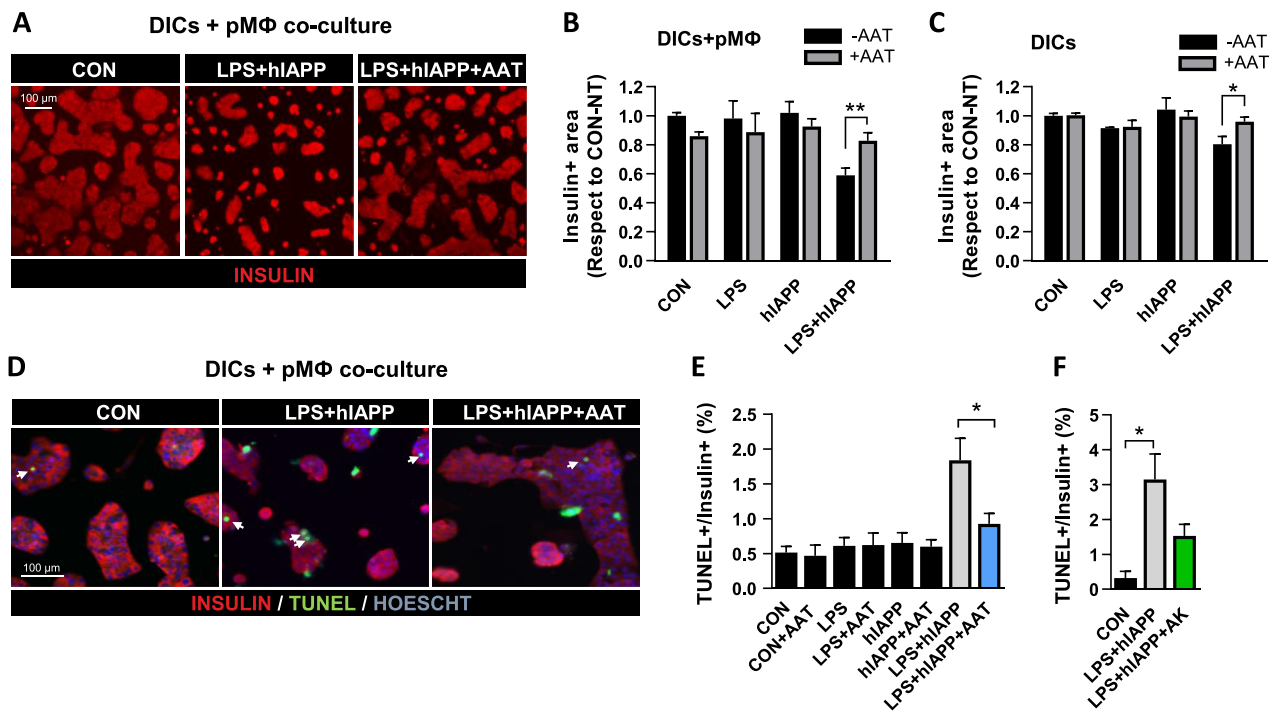 A
DICs + pMΦ co-culture
CON
LPS+hIAPP
LPS+hIAPP+AAT
100 µm
INSULIN
B
DICs+pMΦ
-AAT
+AAT
Insulin+ area
(Respect to CON-NT)
1.2
1.0
0.8
0.6
0.4
0.2
0.0
**
CON
LPS
hIAPP
LPS+hIAPP
C
DICs
-AAT
+AAT
Insulin+ area
(Respect to CON-NT)
1.2
1.0
0.8
0.6
0.4
0.2
0.0
*
CON
LPS
hIAPP
LPS+hIAPP
D
DICs + pMΦ co-culture
CON
LPS+hIAPP
LPS+hIAPP+AAT
100 µm
INSULIN / TUNEL / HOESCHT
E
TUNEL+/Insulin+ (%)
2.5
2.0
1.5
1.0
0.5
0.0
*
CON
CON+AAT
LPS
LPS+AAT
hIAPP
hIAPP+AAT
LPS+hIAPP
LPS+hIAPP+AAT
F
TUNEL+/Insulin+ (%)
5
4
3
2
1
0
*
CON
LPS+hIAPP
LPS+hIAPP+AK